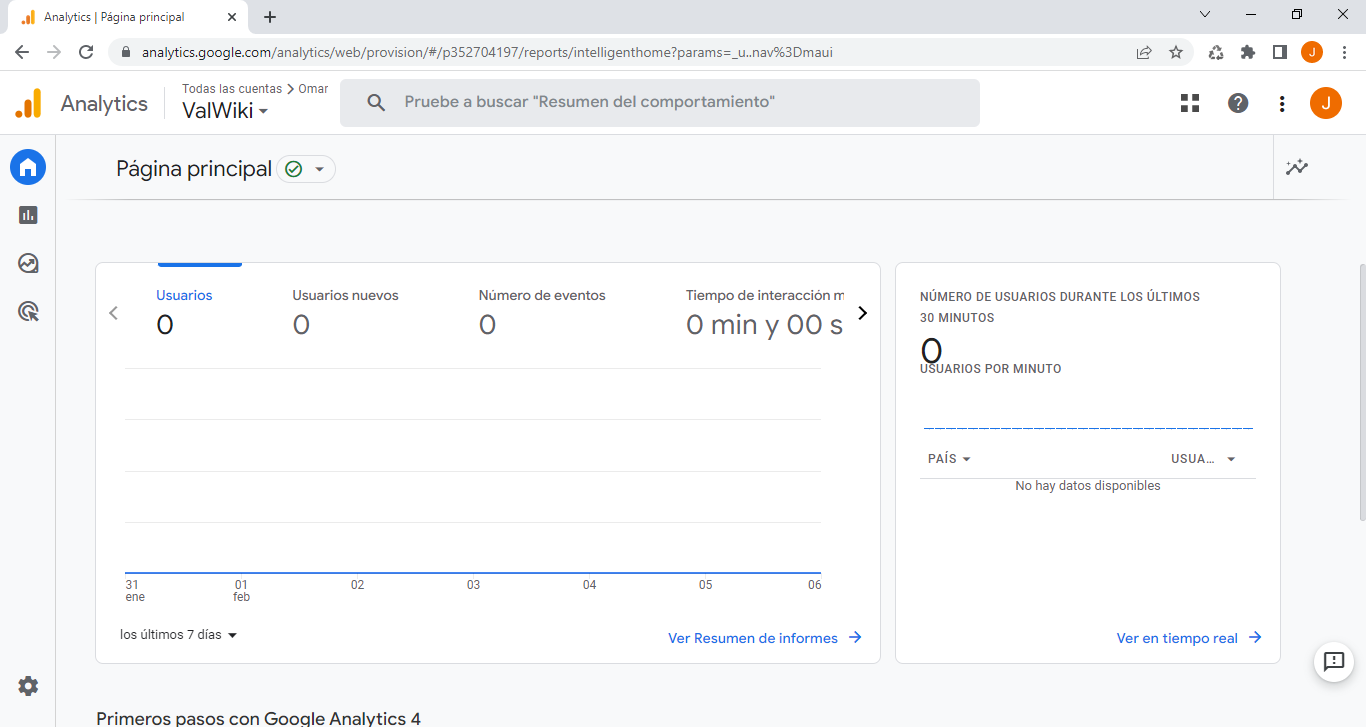 Analytics | Página principal
analytics.google.com/analytics/web/provision/#/p352704197/reports/intelligenthome?params=_u..nav%3Dmaui
J
Analytics
Todas las cuentas > Omar
ValWiki
Pruebe a buscar "Resumen del comportamiento"
J
Página principal
Usuarios
0
Usuarios nuevos
0
Número de eventos
0
Tiempo de interacción m
0 min y 00 s
31
ene
01
feb
02
03
04
05
06
los últimos 7 días
Ver Resumen de informes
NÚMERO DE USUARIOS DURANTE LOS ÚLTIMOS
30 MINUTOS
0
USUARIOS POR MINUTO
PAÍS
USUA...
No hay datos disponibles
Ver en tiempo real
Primeros pasos con Google Analytics 4